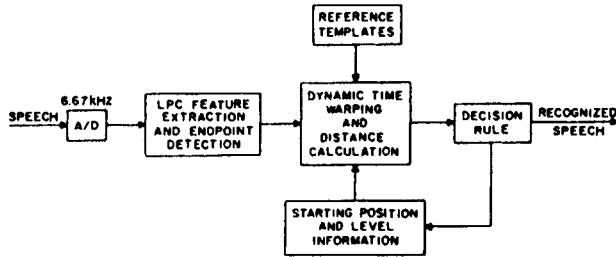 REFERENCE
TEMPLATES
6.67kHz
SPEECH
A/D
LPC FEATURE
EXTRACTION
AND ENDPOINT
DETECTION
DYNAMIC TIME
WARPING
AND
DISTANCE
CALCULATION
DECISION
RULE
RECOGNIZED
SPEECH
STARTING POSITION
AND LEVEL
INFORMATION